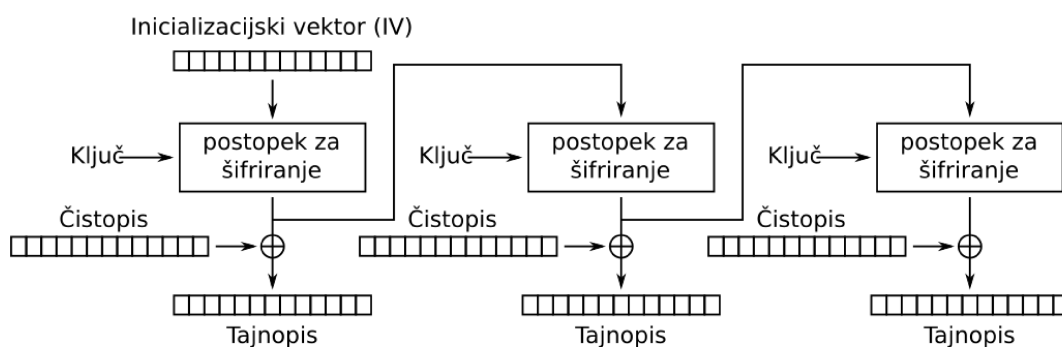 Inicializacijski vektor (IV)
Ključ
postopek za
šifriranje
Ključ
postopek za
šifriranje
Ključ
postopek za
šifriranje
Čistopis
Čistopis
Čistopis
Tajnopis
Tajnopis
Tajnopis